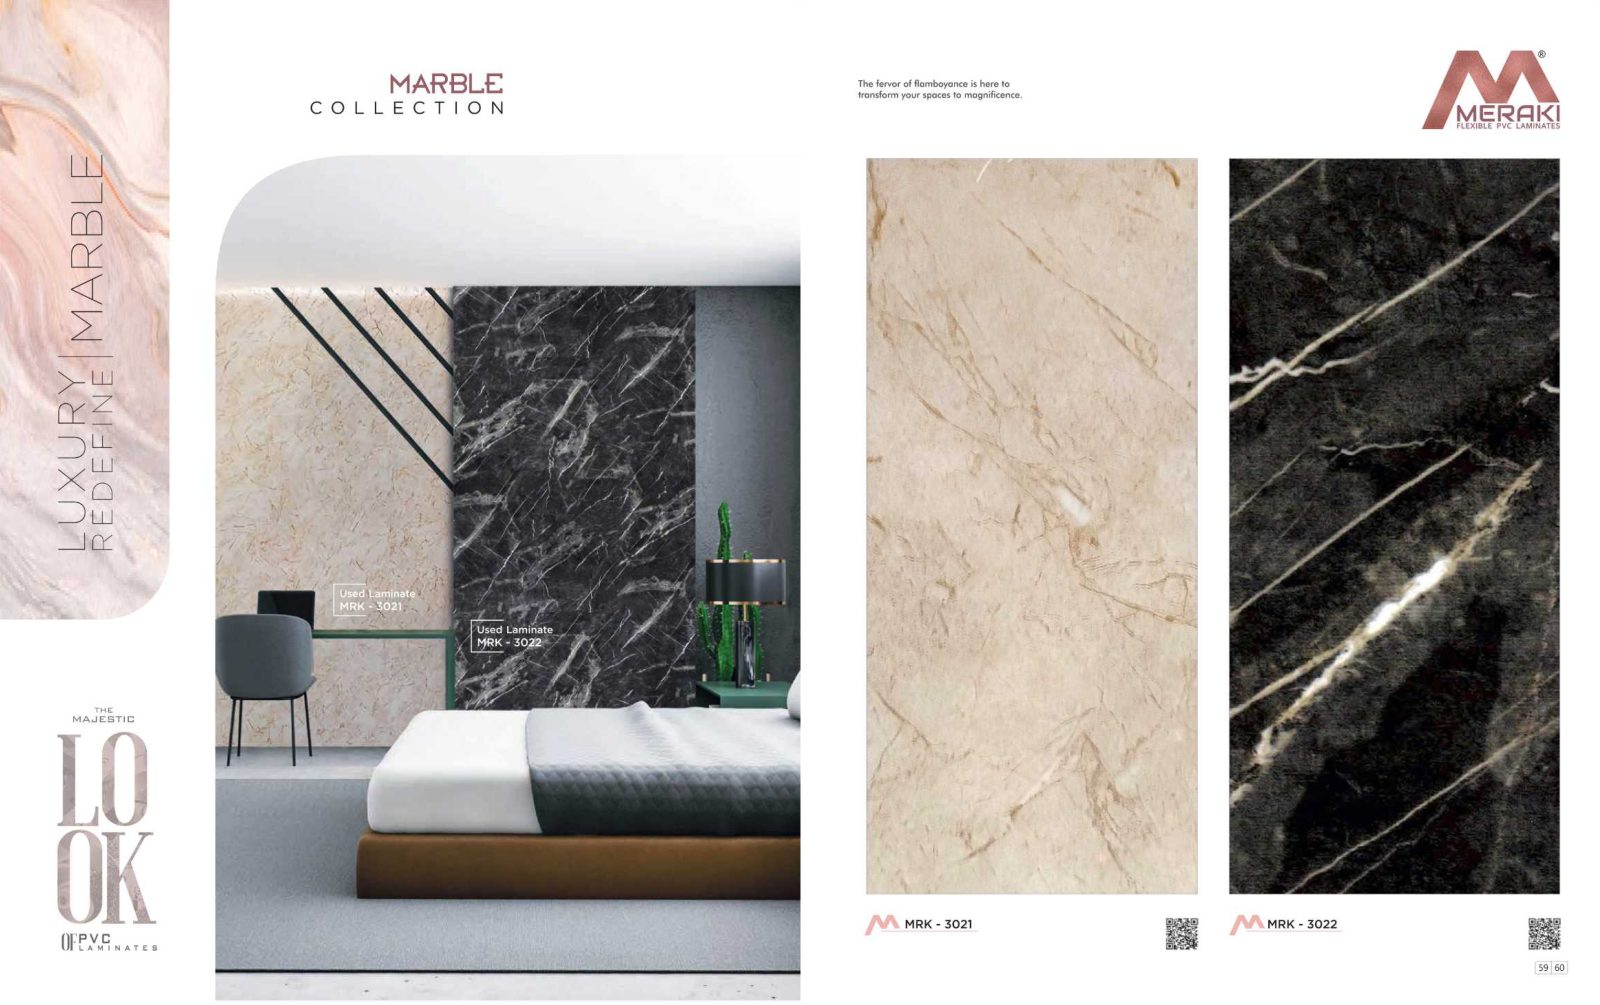 LUXURY | MARBLE
REDEFINE
THE
MAJESTIC
LO
OK
OF PVC
LAMINATES
MARBLE
COLLECTION
Used Laminate
MRK - 3021
Used Laminate
MRK - 3022
The fervor of flamboyance is here to
transform your spaces to magnificence.
M®
MERAKI
FLEXIBLE PVC LAMINATES
MRK - 3021
MRK - 3022
59 | 60